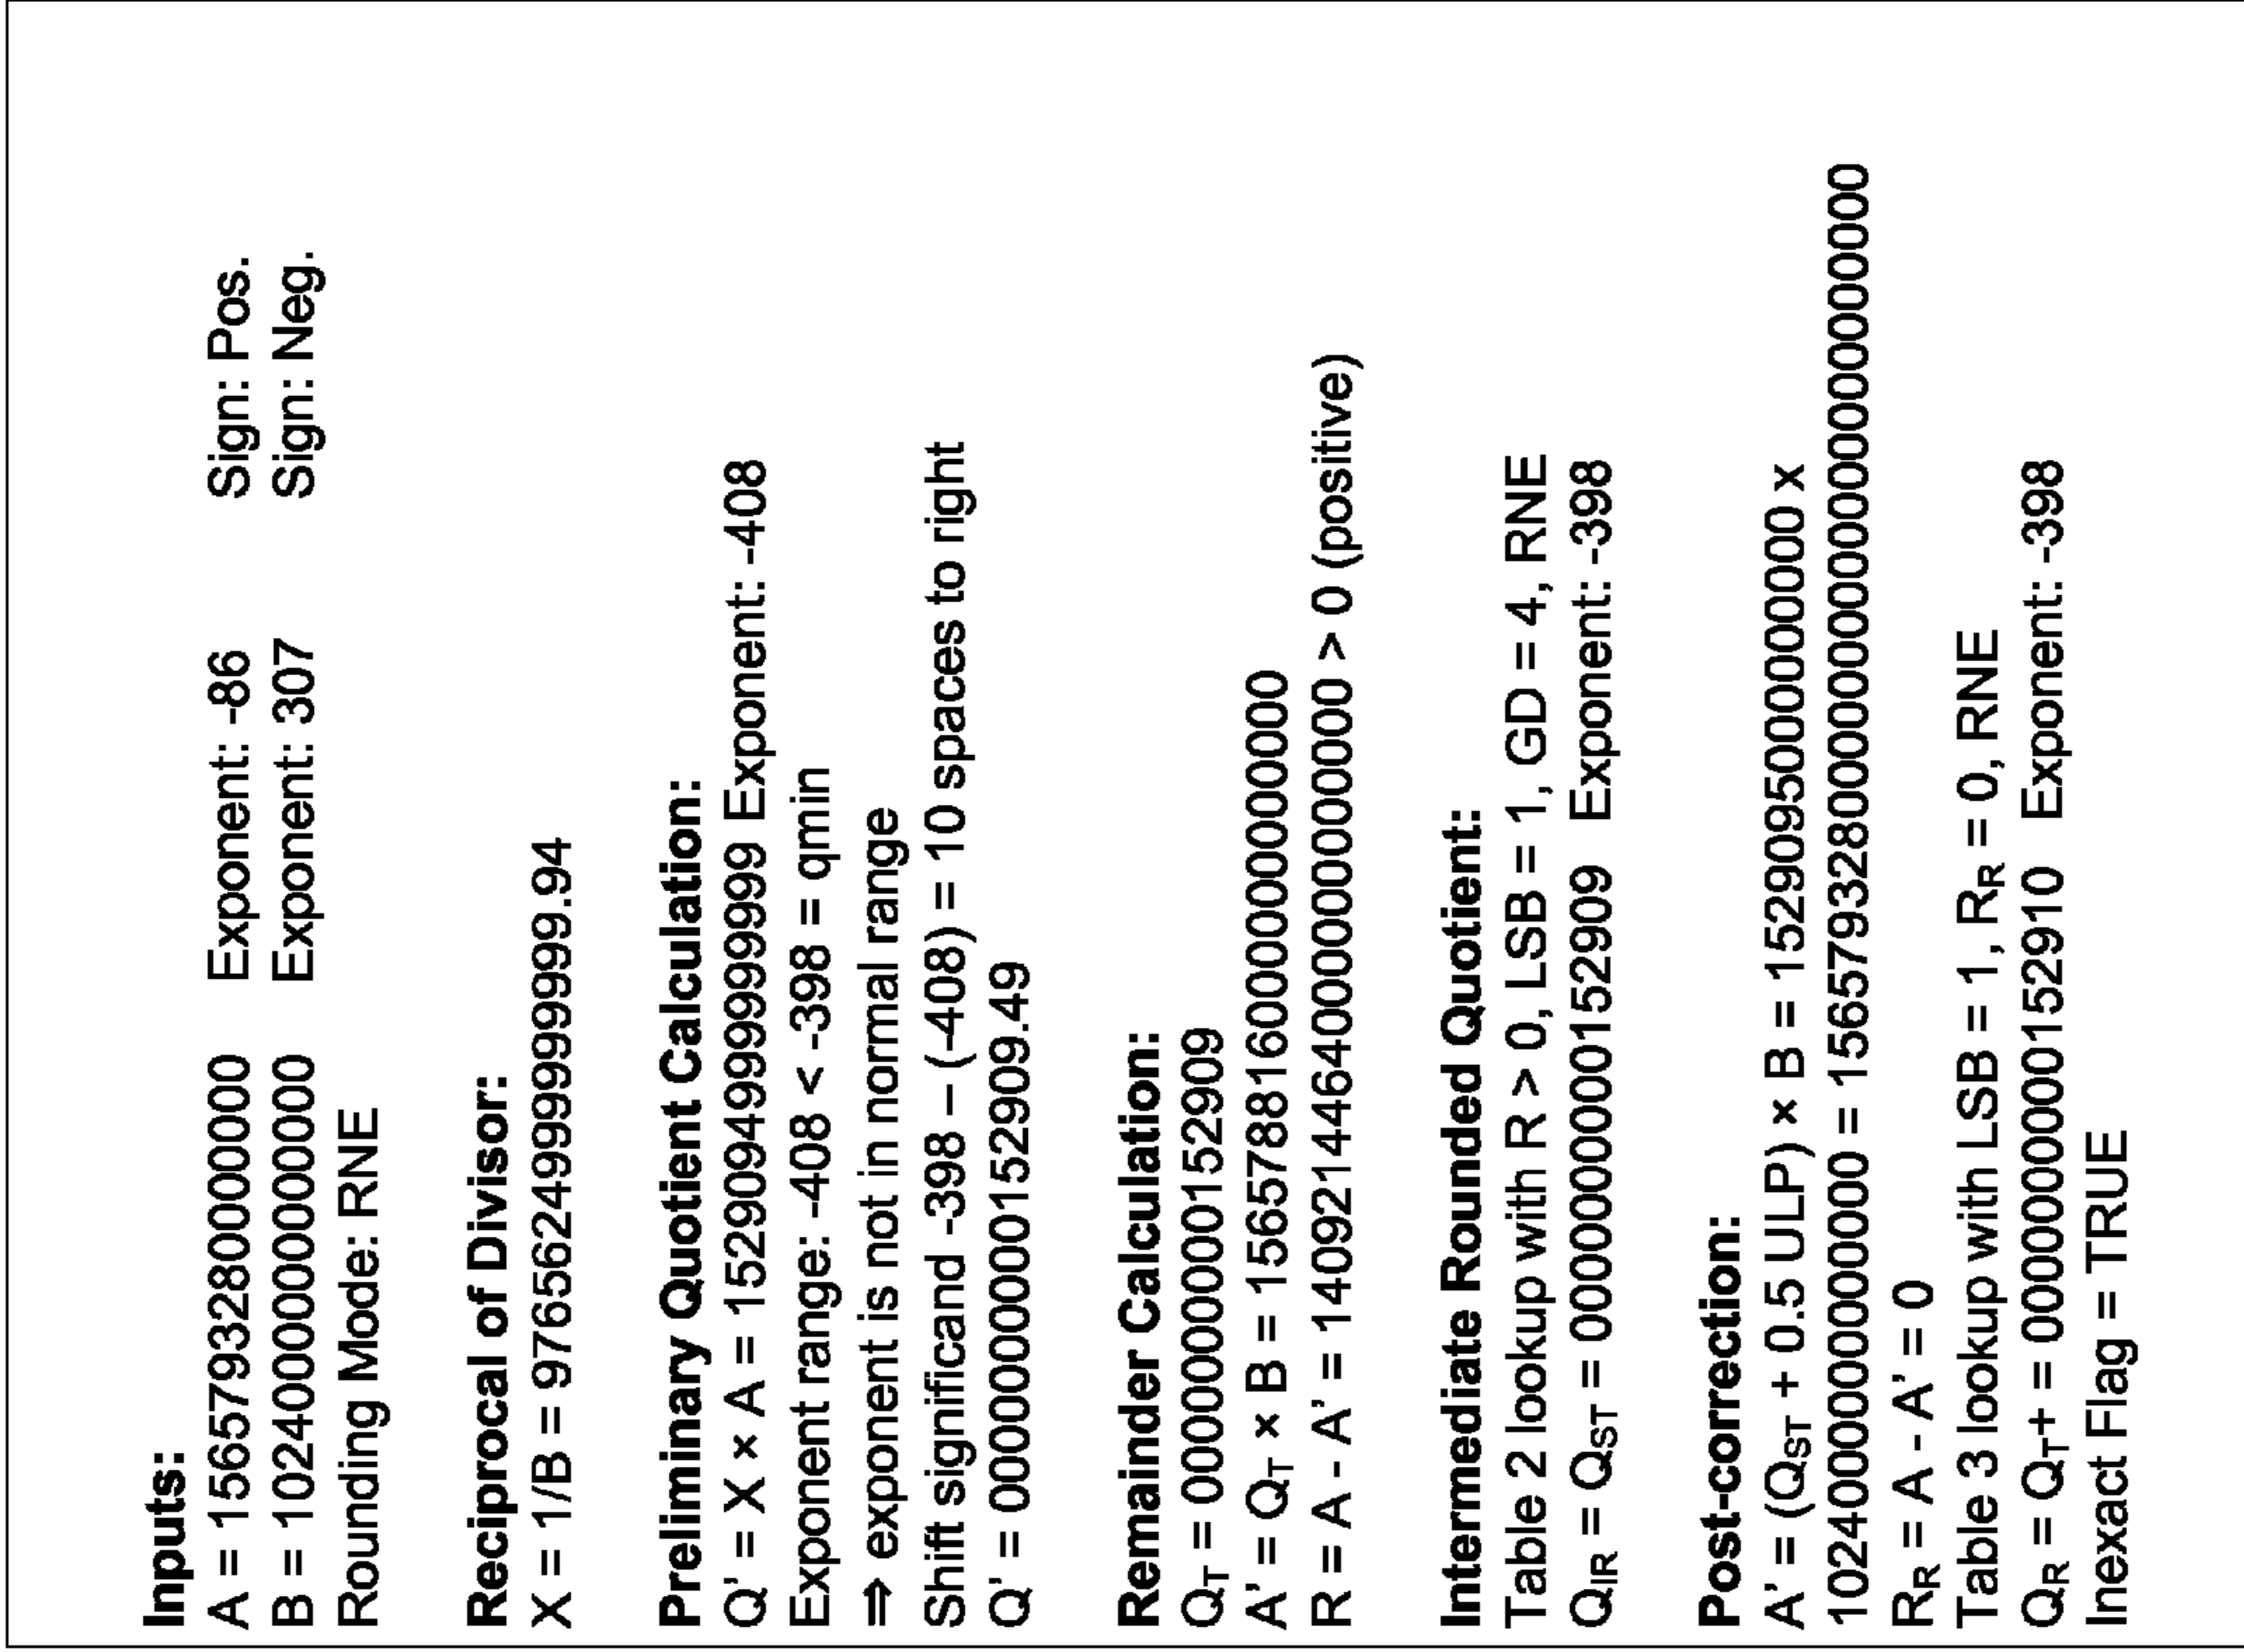 Inputs:
A = 1565793280000000 Exponent: -86 Sign: Pos.
B = 1024000000000000 Exponent: 307 Sign: Neg.
Rounding Mode: RNE
Reciprocal of Divisor:
X = 1/B = 9765624999999999.94
Preliminary Quotient Calculation:
Q' = X × A = 1529094999999999 Exponent: -408
Exponent range: -408 < -398 = qmin
⇒ exponent is not in normal range
Shift significand -398 – (-408) = 10 spaces to right
Q' = 0000000000152909.49
Remainder Calculation:
QT = 0000000000152909
A' = QT × B = 156578816000000000000
R = A - A' = 1409214464000000000000 > 0 (positive)
Intermediate Rounded Quotient:
Table 2 lookup with R > 0, LSB = 1, GD = 4, RNE
QIR = QST = 0000000000152909 Exponent: -398
Post-correction:
A' = (QST + 0.5 ULP) × B = 1529095000000000 x
1024000000000000 = 1565793280000000000000000000000
RR = A - A' = 0
Table 3 lookup with LSB = 1, RR = 0, RNE
QR = QT+ = 0000000000152910 Exponent: -398
Inexact Flag = TRUE